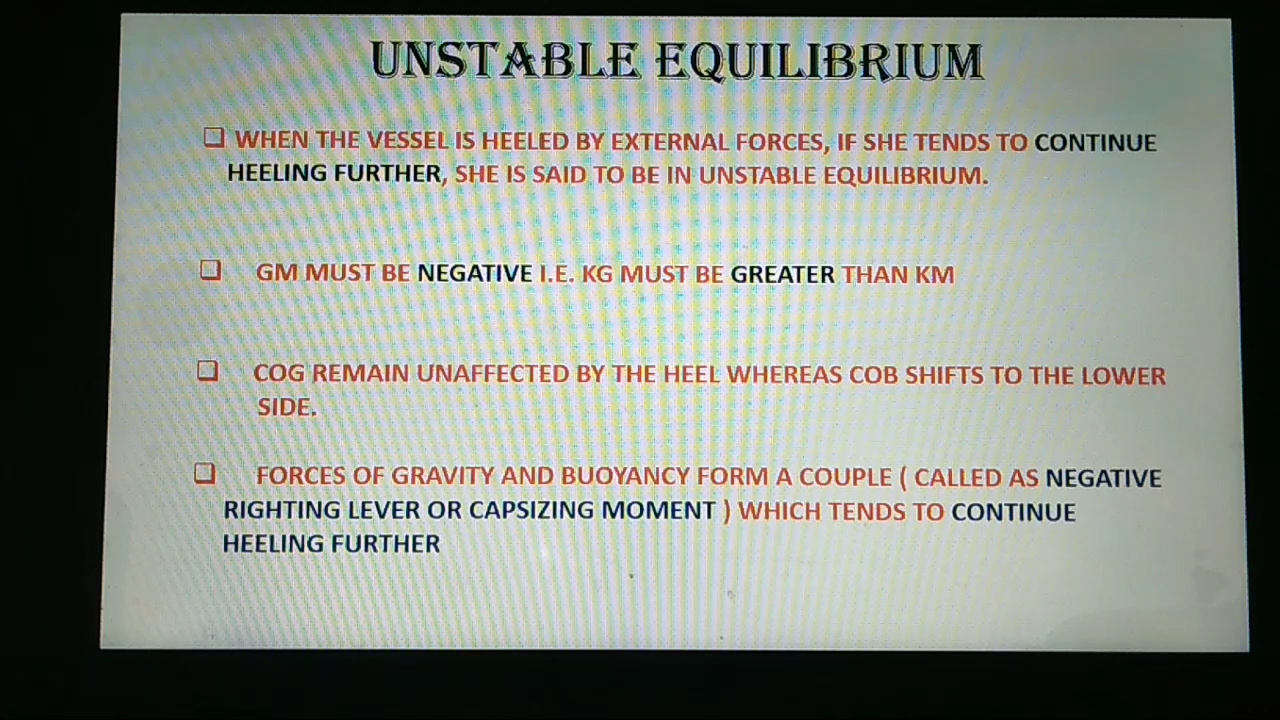 UNSTABLE EQUILIBRIUM
WHEN THE VESSEL IS HEELED BY EXTERNAL FORCES, IF SHE TENDS TO CONTINUE
HEELING FURTHER, SHE IS SAID TO BE IN UNSTABLE EQUILIBRIUM.
GM MUST BE NEGATIVE I.E. KG MUST BE GREATER THAN KM
COG REMAIN UNAFFECTED BY THE HEEL WHEREAS COB SHIFTS TO THE LOWER
SIDE.
FORCES OF GRAVITY AND BUOYANCY FORM A COUPLE ( CALLED AS NEGATIVE
RIGHTING LEVER OR CAPSIZING MOMENT ) WHICH TENDS TO CONTINUE
HEELING FURTHER